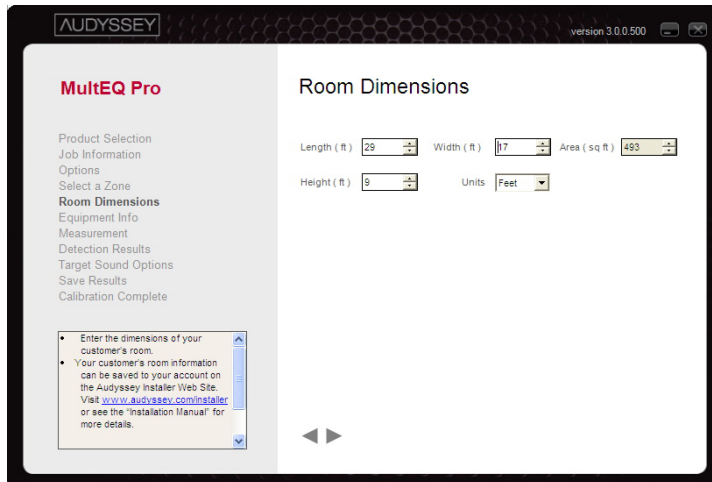 AUDYSSEY
version 3.0.0.500
MultEQ Pro
Product Selection
Job Information
Options
Select a Zone
Room Dimensions
Equipment Info
Measurement
Detection Results
Target Sound Options
Save Results
Calibration Complete
• Enter the dimensions of your
customer's room.
• Your customer's room information
can be saved to your account on
the Audyssey Installer Web Site.
Visit www.audyssey.com/installer
or see the "Installation Manual" for
more details.
Room Dimensions
Length ( ft ) 29 Width ( ft ) 17 Area ( sq ft ) 493
Height ( ft ) 9 Units Feet